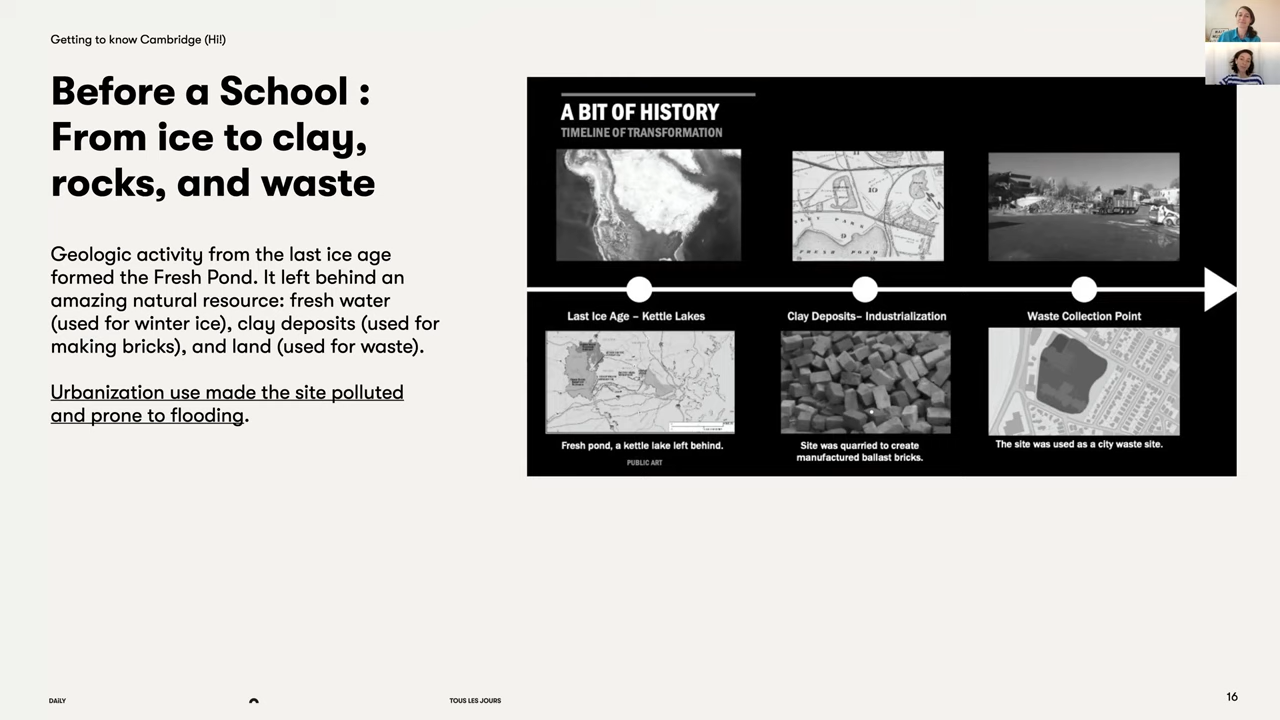 Getting to know Cambridge (Hi!)
Before a School :
From ice to clay,
rocks, and waste
Geologic activity from the last ice age
formed the Fresh Pond. It left behind an
amazing natural resource: fresh water
(used for winter ice), clay deposits (used for
making bricks), and land (used for waste).
Urbanization use made the site polluted
and prone to flooding.
A BIT OF HISTORY
TIMELINE OF TRANSFORMATION
10
9
FRESH POND
Last Ice Age – Kettle Lakes
Clay Deposits– Industrialization
Waste Collection Point
Fresh pond, a kettle lake left behind.
Site was quarried to create
manufactured ballast bricks.
The site was used as a city waste site.
PUBLIC ART
DAILY
TOUS LES JOURS
16